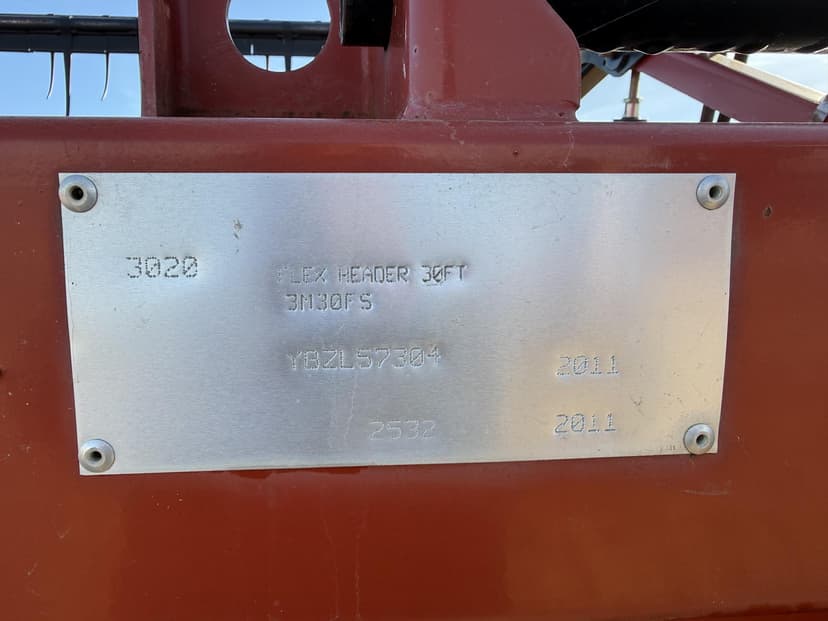 3020 FLEX HEADER 30FT
3M30FS
YBZL57304 2011
2532 2011